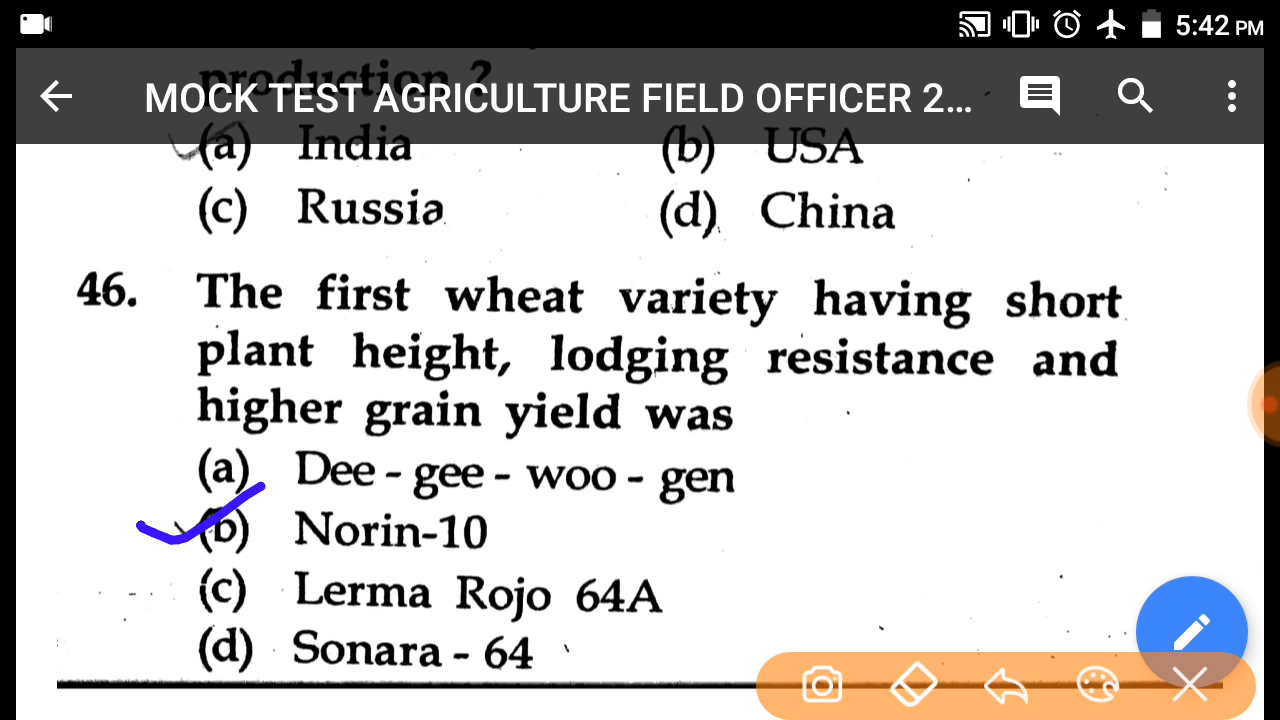 5:42 PM
production ?
MOCK TEST AGRICULTURE FIELD OFFICER 2...
(a) India (b) USA
(c) Russia (d) China
46. The first wheat variety having short
plant height, lodging resistance and
higher grain yield was
(a) Dee - gee - woo - gen
(b) Norin-10
(c) Lerma Rojo 64A
(d) Sonara - 64